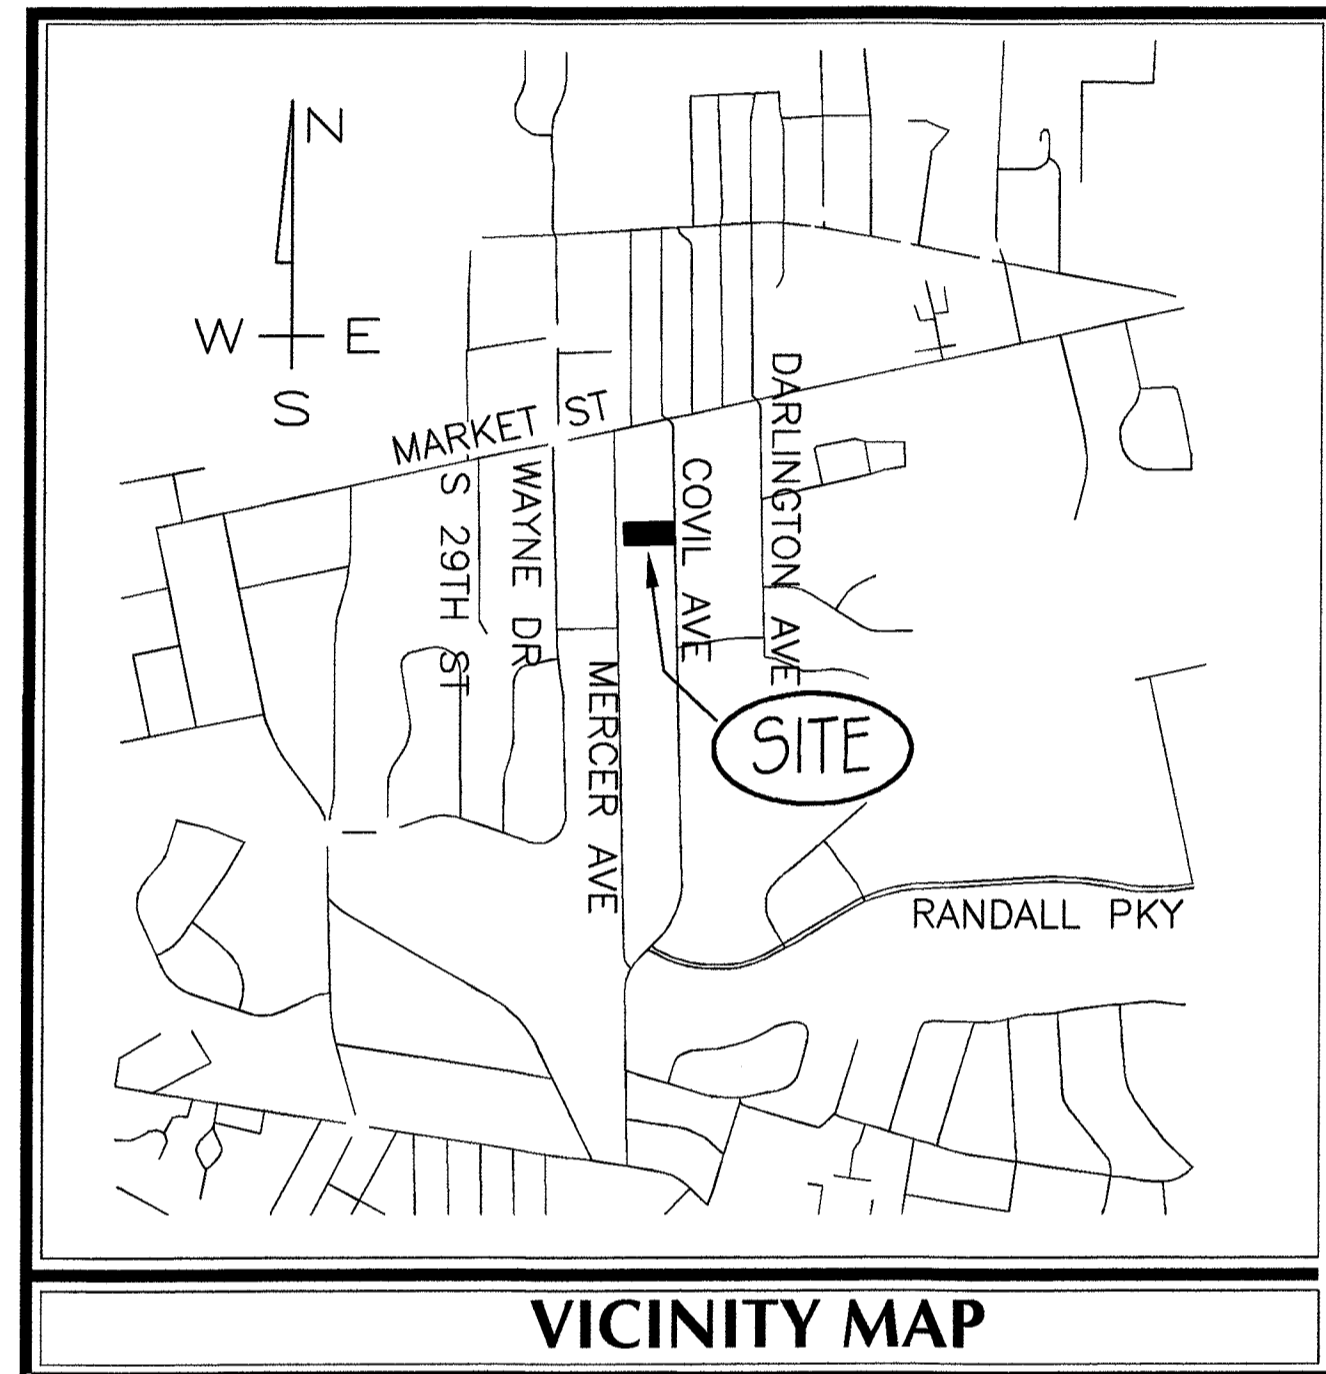 N
W E
S
MARKET ST
S 29TH ST
WAYNE DR
MERCER AVE
COVIL AVE
DARLINGTON AVE
SITE
RANDALL PKY
VICINITY MAP